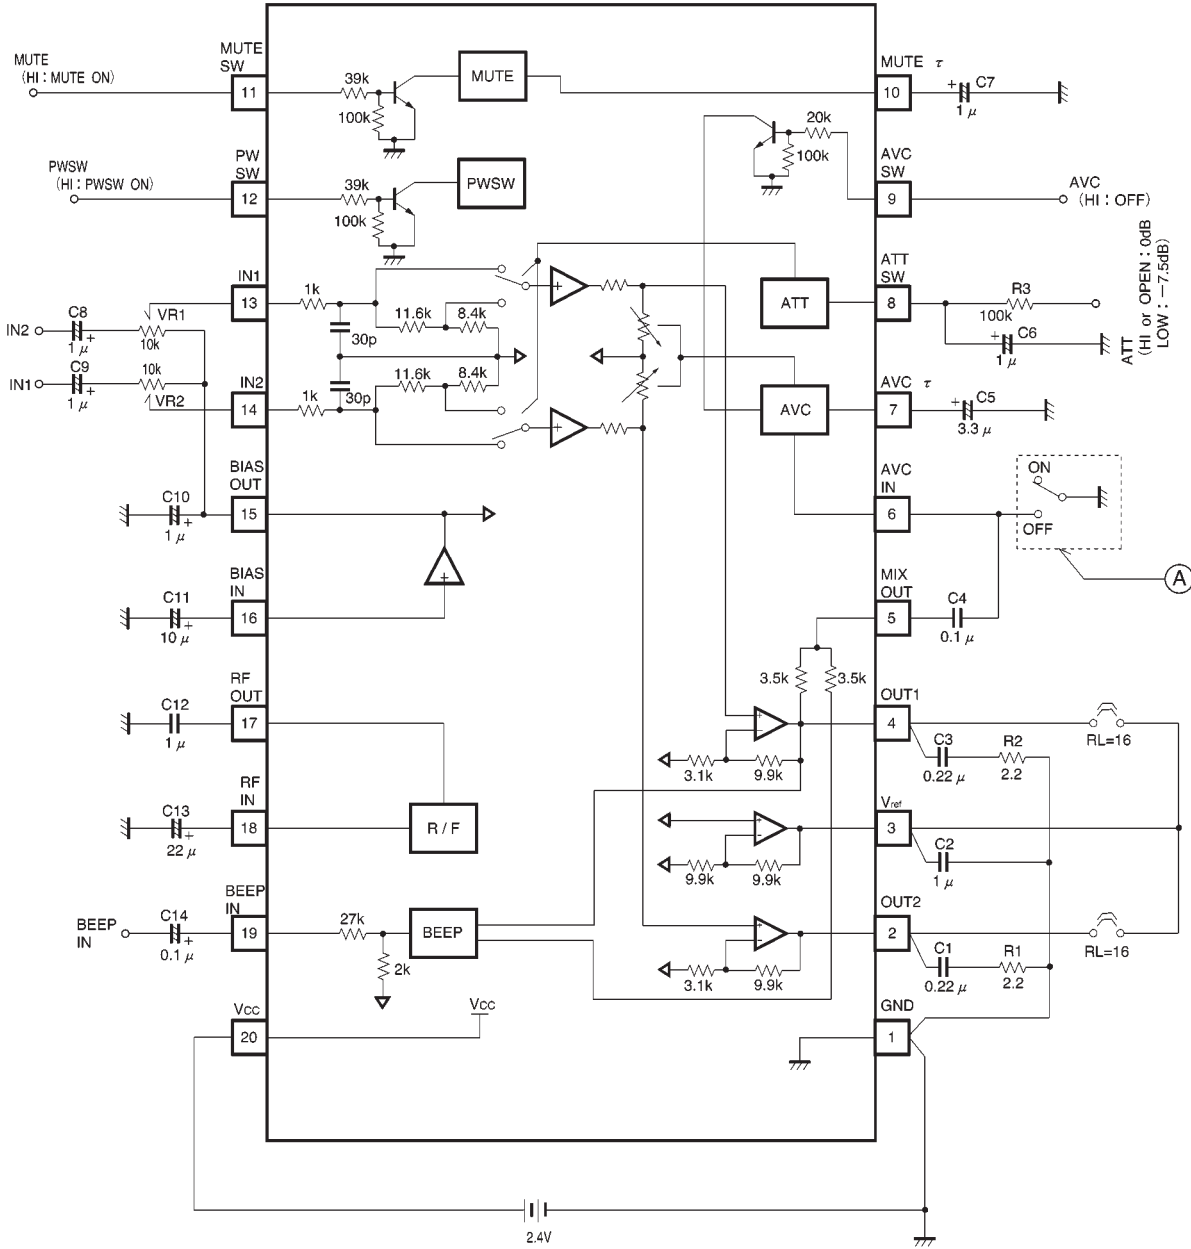 MUTE
(HI : MUTE ON)
MUTE
SW
11
39k
100k
MUTE
MUTE τ
10
+
C7
1 μ
PWSW
(HI : PWSW ON)
PW
SW
12
39k
100k
PWSW
20k
100k
AVC
SW
9
AVC
(HI : OFF)
IN1
13
1k
30p
11.6k
8.4k
+
ATT
ATT
SW
8
R3
100k
C6
+
1 μ
ATT
(HI or OPEN : 0dB
LOW : −7.5dB)
C8
IN2
+
1 μ
VR1
10k
C9
IN1
+
1 μ
10k
VR2
IN2
14
1k
30p
11.6k
8.4k
+
AVC
AVC τ
7
+
C5
3.3 μ
BIAS
OUT
15
C10
+
1 μ
AVC
IN
6
ON
OFF
A
BIAS
IN
16
C11
+
10 μ
+
MIX
OUT
5
C4
0.1 μ
3.5k
3.5k
RF
OUT
17
C12
1 μ
OUT1
4
+
−
3.1k
9.9k
C3
0.22 μ
R2
2.2
RL=16
RF
IN
18
C13
+
22 μ
R / F
Vref
3
+
−
9.9k
9.9k
C2
1 μ
BEEP
IN
C14
+
0.1 μ
BEEP
IN
19
27k
2k
BEEP
OUT2
2
+
−
3.1k
9.9k
C1
0.22 μ
R1
2.2
RL=16
VCC
20
VCC
GND
1
2.4V